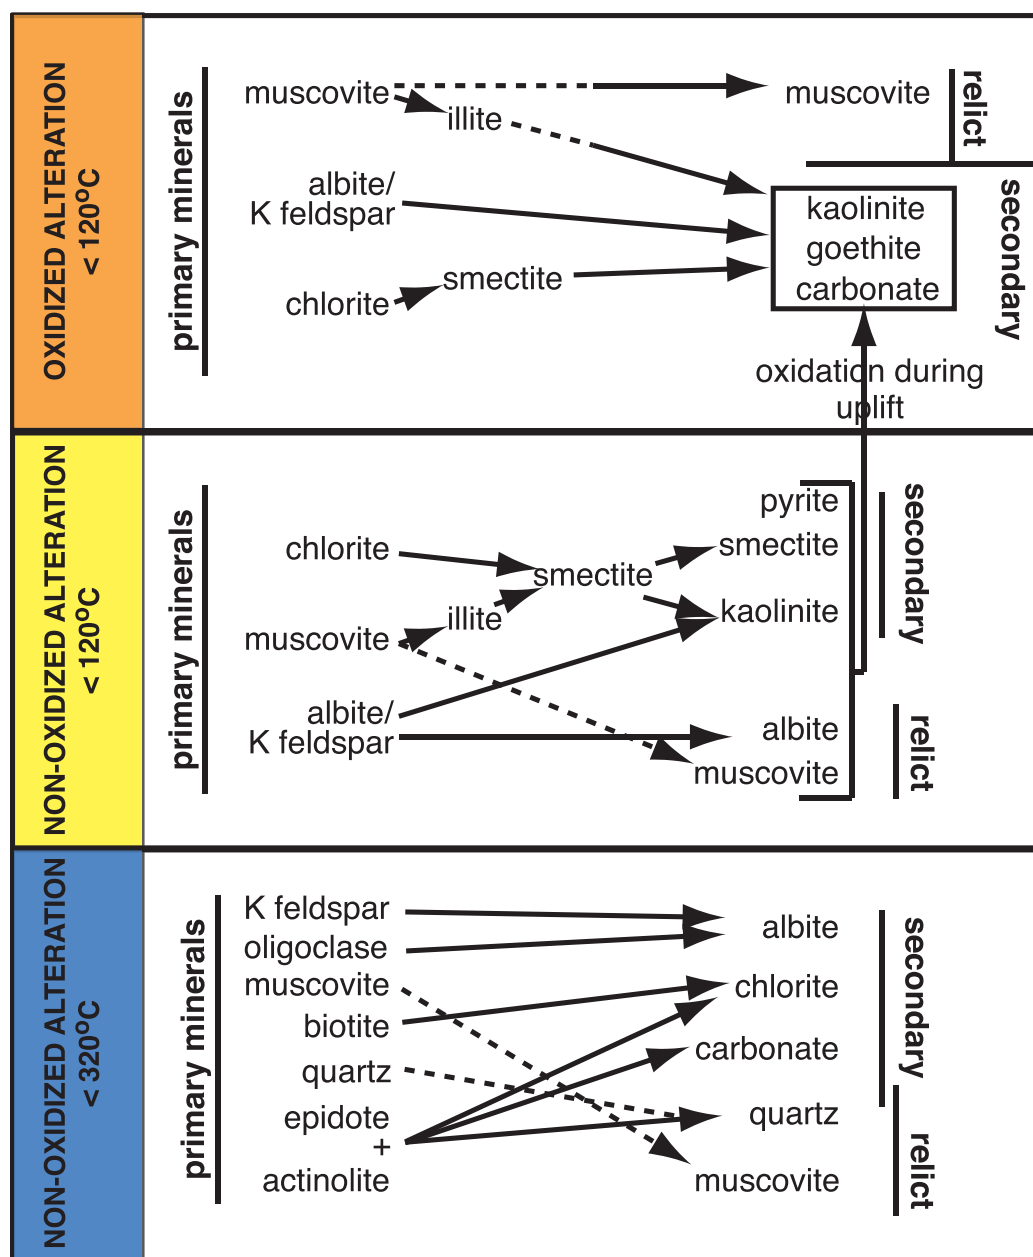 OXIDIZED ALTERATION
< 120°C
primary minerals
muscovite
illite
albite/
K feldspar
smectite
chlorite
muscovite
relict
kaolinite
goethite
carbonate
secondary
oxidation during
uplift
NON-OXIDIZED ALTERATION
< 120°C
primary minerals
chlorite
smectite
illite
muscovite
albite/
K feldspar
pyrite
smectite
kaolinite
secondary
albite
muscovite
relict
NON-OXIDIZED ALTERATION
< 320°C
primary minerals
K feldspar
oligoclase
muscovite
biotite
quartz
epidote
+
actinolite
albite
chlorite
carbonate
quartz
muscovite
secondary
relict